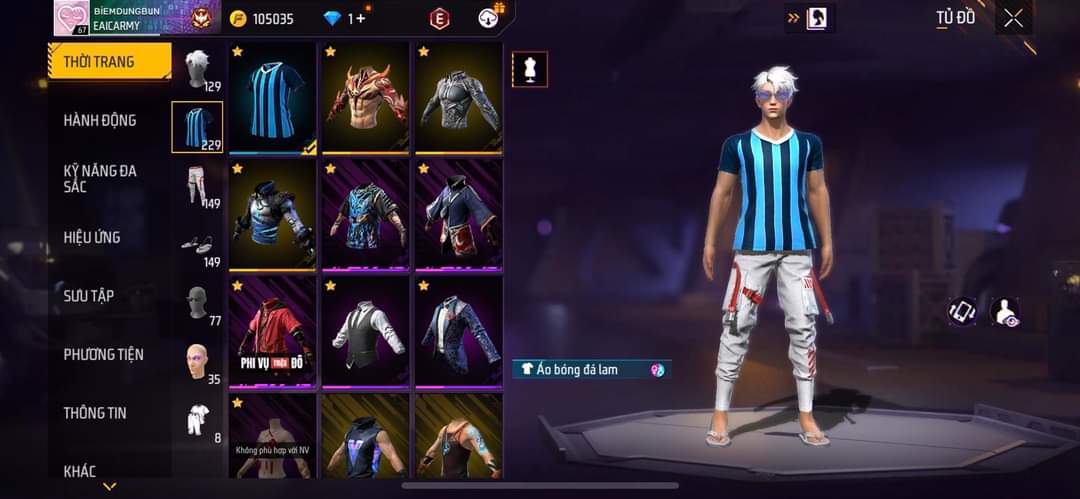 BIEMDUNGBUN
EAICARMY
67
105035
1+
E
TỦ ĐỒ
THỜI TRANG
HÀNH ĐỘNG
KỸ NĂNG ĐA
SẮC
HIỆU ỨNG
SƯU TẬP
PHƯƠNG TIỆN
THÔNG TIN
KHÁC
129
229
149
149
77
35
8
PHI VỤ TRIỆU ĐÔ
Không phù hợp với NV
Áo bóng đá lam